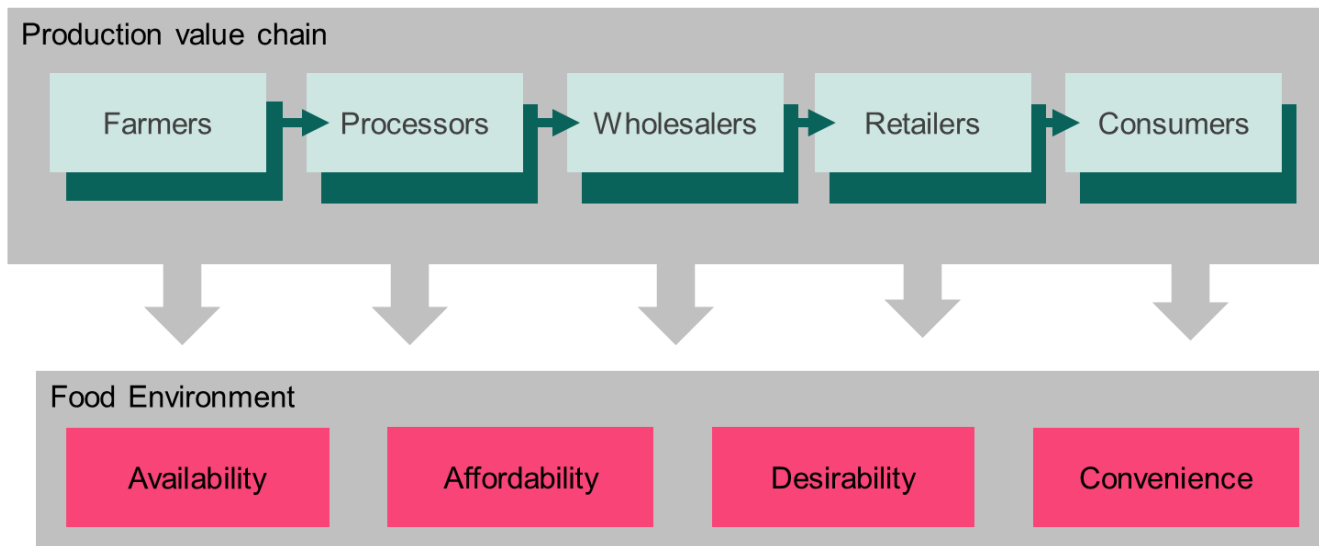 Production value chain
Farmers
Processors
Wholesalers
Retailers
Consumers
Food Environment
Availability
Affordability
Desirability
Convenience